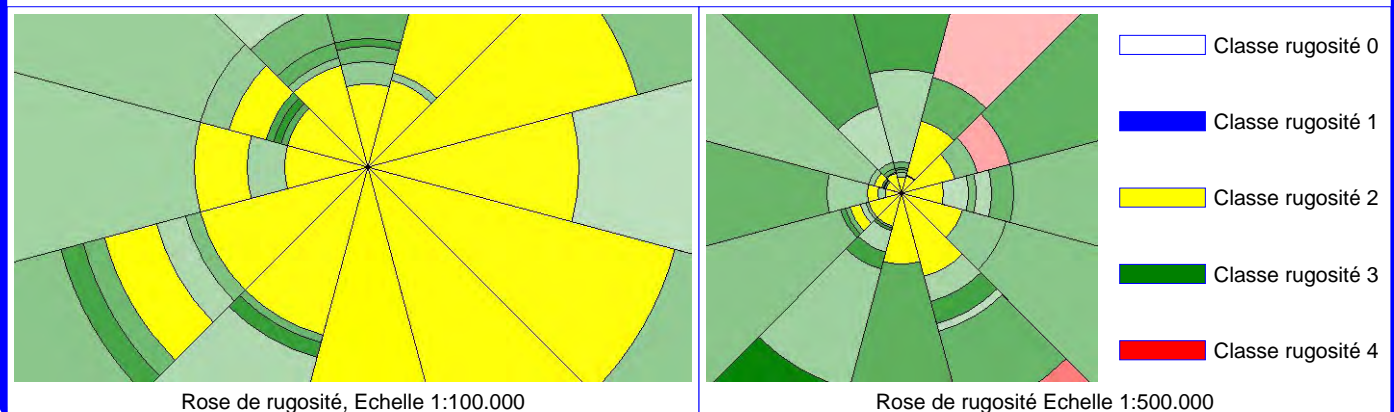 Classe rugosité 0
Classe rugosité 1
Classe rugosité 2
Classe rugosité 3
Classe rugosité 4
Rose de rugosité, Echelle 1:100.000
Rose de rugosité Echelle 1:500.000